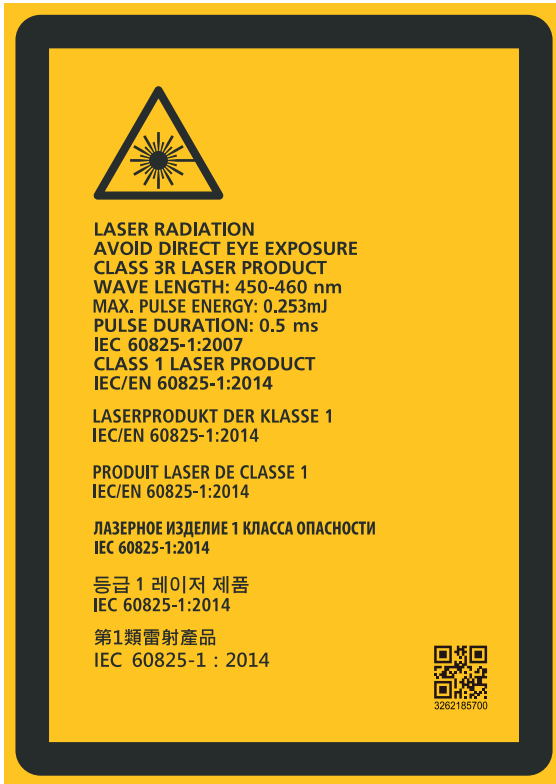 LASER RADIATION
AVOID DIRECT EYE EXPOSURE
CLASS 3R LASER PRODUCT
WAVE LENGTH: 450-460 nm
MAX. PULSE ENERGY: 0.253mJ
PULSE DURATION: 0.5 ms
IEC 60825-1:2007
CLASS 1 LASER PRODUCT
IEC/EN 60825-1:2014
LASERPRODUKT DER KLASSE 1
IEC/EN 60825-1:2014
PRODUIT LASER DE CLASSE 1
IEC/EN 60825-1:2014
ЛАЗЕРНОЕ ИЗДЕЛИЕ 1 КЛАССА ОПАСНОСТИ
IEC 60825-1:2014
등급 1 레이저 제품
IEC 60825-1:2014
第1類雷射產品
IEC 60825-1 : 2014
3262185700